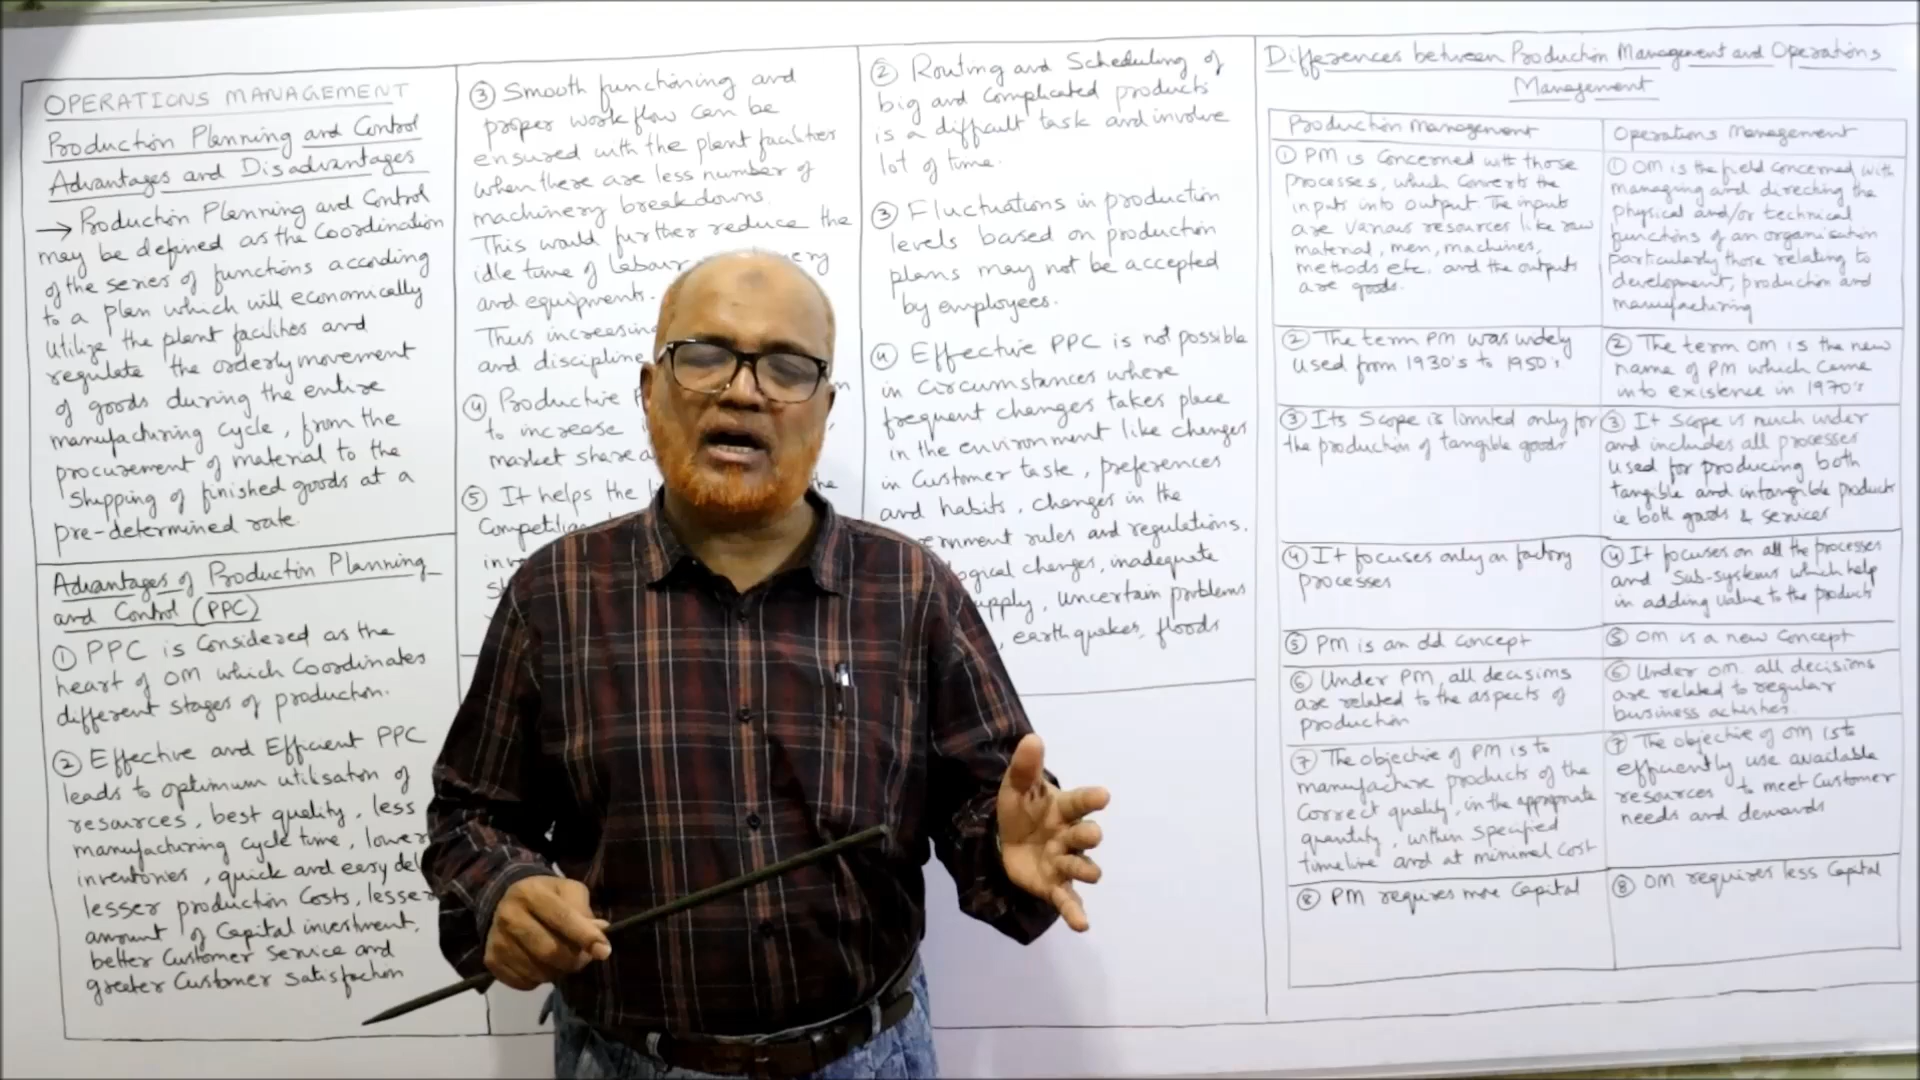 OPERATIONS MANAGEMENT
Production Planning and Control
Advantages and Disadvantages
→ Production Planning and Control
may be defined as the Coordination
of the series of functions according
to a plan which will economically
Utilize the plant facilities and
regulate the orderly movement
of goods during the entire
manufacturing cycle, from the
procurement of material to the
Shipping of finished goods at a
pre-determined rate.
Advantages of Production Planning
and Control (PPC)
① PPC is Considered as the
heart of OM which Coordinates
different stages of production.
② Effective and Efficient PPC
leads to optimum utilisation of
resources, best quality, less
manufacturing cycle time, lower
inventories, quick and easy del
lesser production Costs, lesser
amount of Capital investment,
better Customer Service and
greater Customer Satisfaction
③ Smooth functioning and
proper work flow can be
ensured with the plant facilities
when there are less number of
machinery breakdowns.
This would further reduce the
idle time of Labour
and equipments.
Thus increasing
and discipline
④ Productive
to increase
market share
⑤ It helps the
② Routing and Scheduling of
big and Complicated products
is a difficult task and involve
lot of time.
③ Fluctuations in production
levels based on production
plans may not be accepted
by employees.
④ Effective PPC is not possible
in Circumstances where
frequent changes takes place
in the environment like changes
in Customer taste, preferences
and habits, changes in the
ernment rules and regulations,
ogical changes, inadequate
upply, uncertain problems
, earthquakes, floods
Differences between Production Management and Operations
Management
Production Management
① PM is Concerned with those
processes, which Converts the
inputs into output. The inputs
are various resources like raw
material, men, machines,
methods etc. and the outputs
are goods.
② The term PM was widely
used from 1930's to 1950's
③ Its Scope is limited only for
the production of tangible goods
④ It focuses only on factory
processes
⑤ PM is an old concept
⑥ Under PM, all decisions
are related to the aspects of
production
⑦ The objective of PM is to
manufacture products of the
Correct quality, in the appropriate
quantity, within specified
timeline and at minimal cost
⑧ PM requires more Capital
Operations Management
① OM is the field concerned with
managing and directing the
physical and/or technical
functions of an organisation
particularly those relating to
development, production and
manufacturing
② The term OM is the new
name of PM which came
into existence in 1970's
③ It Scope is much wider
and includes all processes
used for producing both
tangible and intangible products
ie both goods & services
④ It focuses on all the processes
and Sub-systems which help
in adding value to the products
⑤ OM is a new Concept
⑥ Under OM, all decisions
are related to regular
business activities.
⑦ The objective of OM is to
efficiently use available
resources to meet Customer
needs and demands
⑧ OM requires less Capital